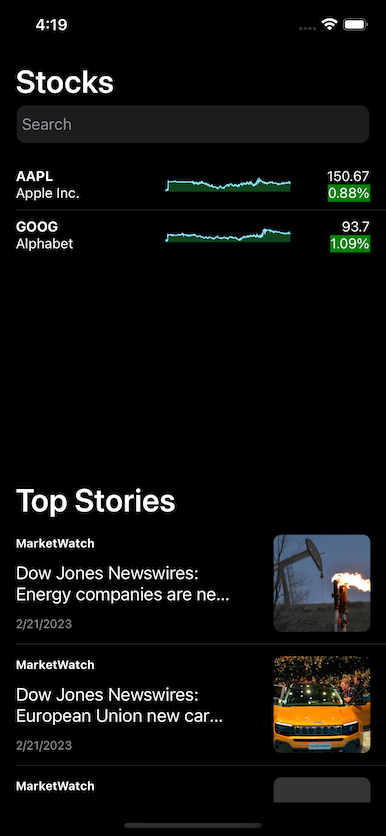 4:19
Stocks
Search
AAPL 150.67
Apple Inc. 0.88%
GOOG 93.7
Alphabet 1.09%
Top Stories
MarketWatch
Dow Jones Newswires:
Energy companies are ne...
2/21/2023
MarketWatch
Dow Jones Newswires:
European Union new car...
2/21/2023
MarketWatch